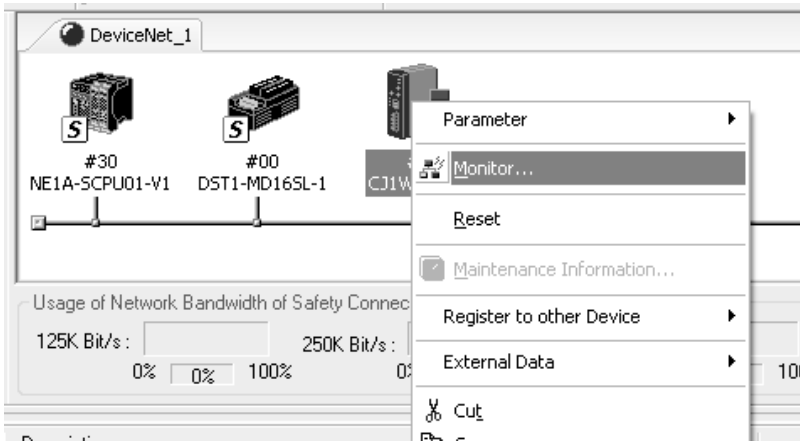 DeviceNet_1
S
S
#30
#00
NE1A-SCPU01-V1
DST1-MD16SL-1
CJ1W
Parameter
Monitor...
Reset
Maintenance Information...
Register to other Device
External Data
Cut
Usage of Network Bandwidth of Safety Connec
125K Bit/s :
250K Bit/s :
0%
0%
100%
0%
10